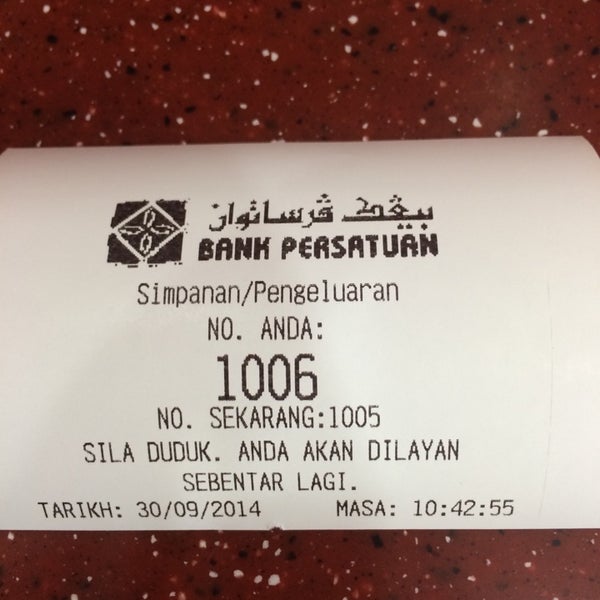 بيڠک ڤرساتوان
BANK PERSATUAN
Simpanan/Pengeluaran
NO. ANDA:
1006
NO. SEKARANG:1005
SILA DUDUK. ANDA AKAN DILAYAN
SEBENTAR LAGI.
TARIKH: 30/09/2014 MASA: 10:42:55